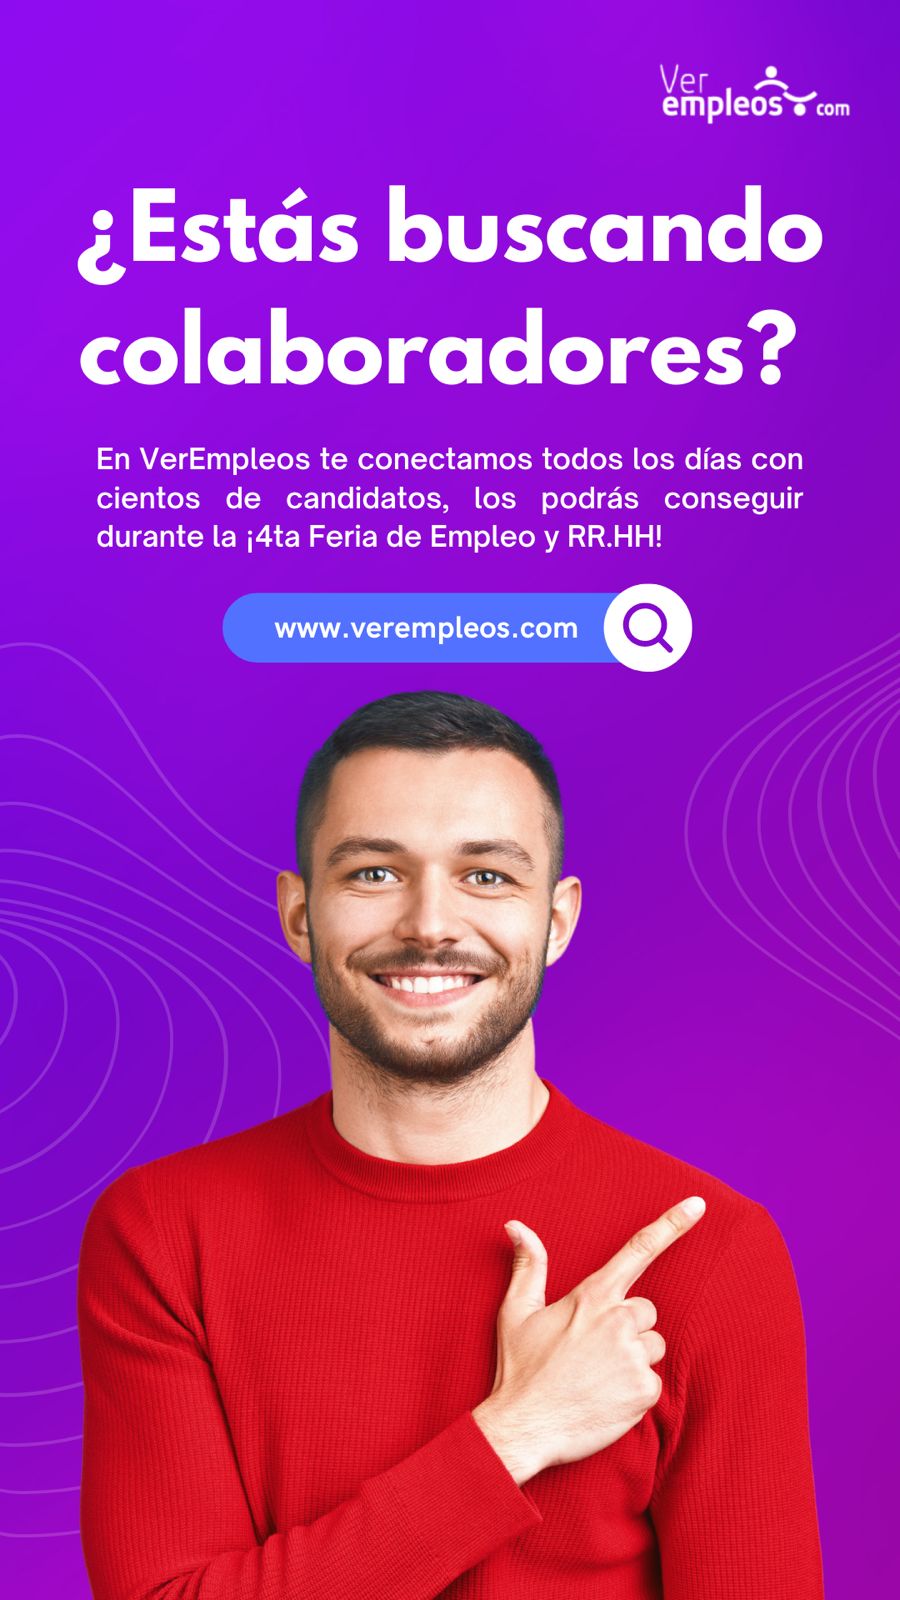 Ver
empleos.com
¿Estás buscando
colaboradores?
En VerEmpleos te conectamos todos los días con
cientos de candidatos, los podrás conseguir
durante la ¡4ta Feria de Empleo y RR.HH!
www.verempleos.com